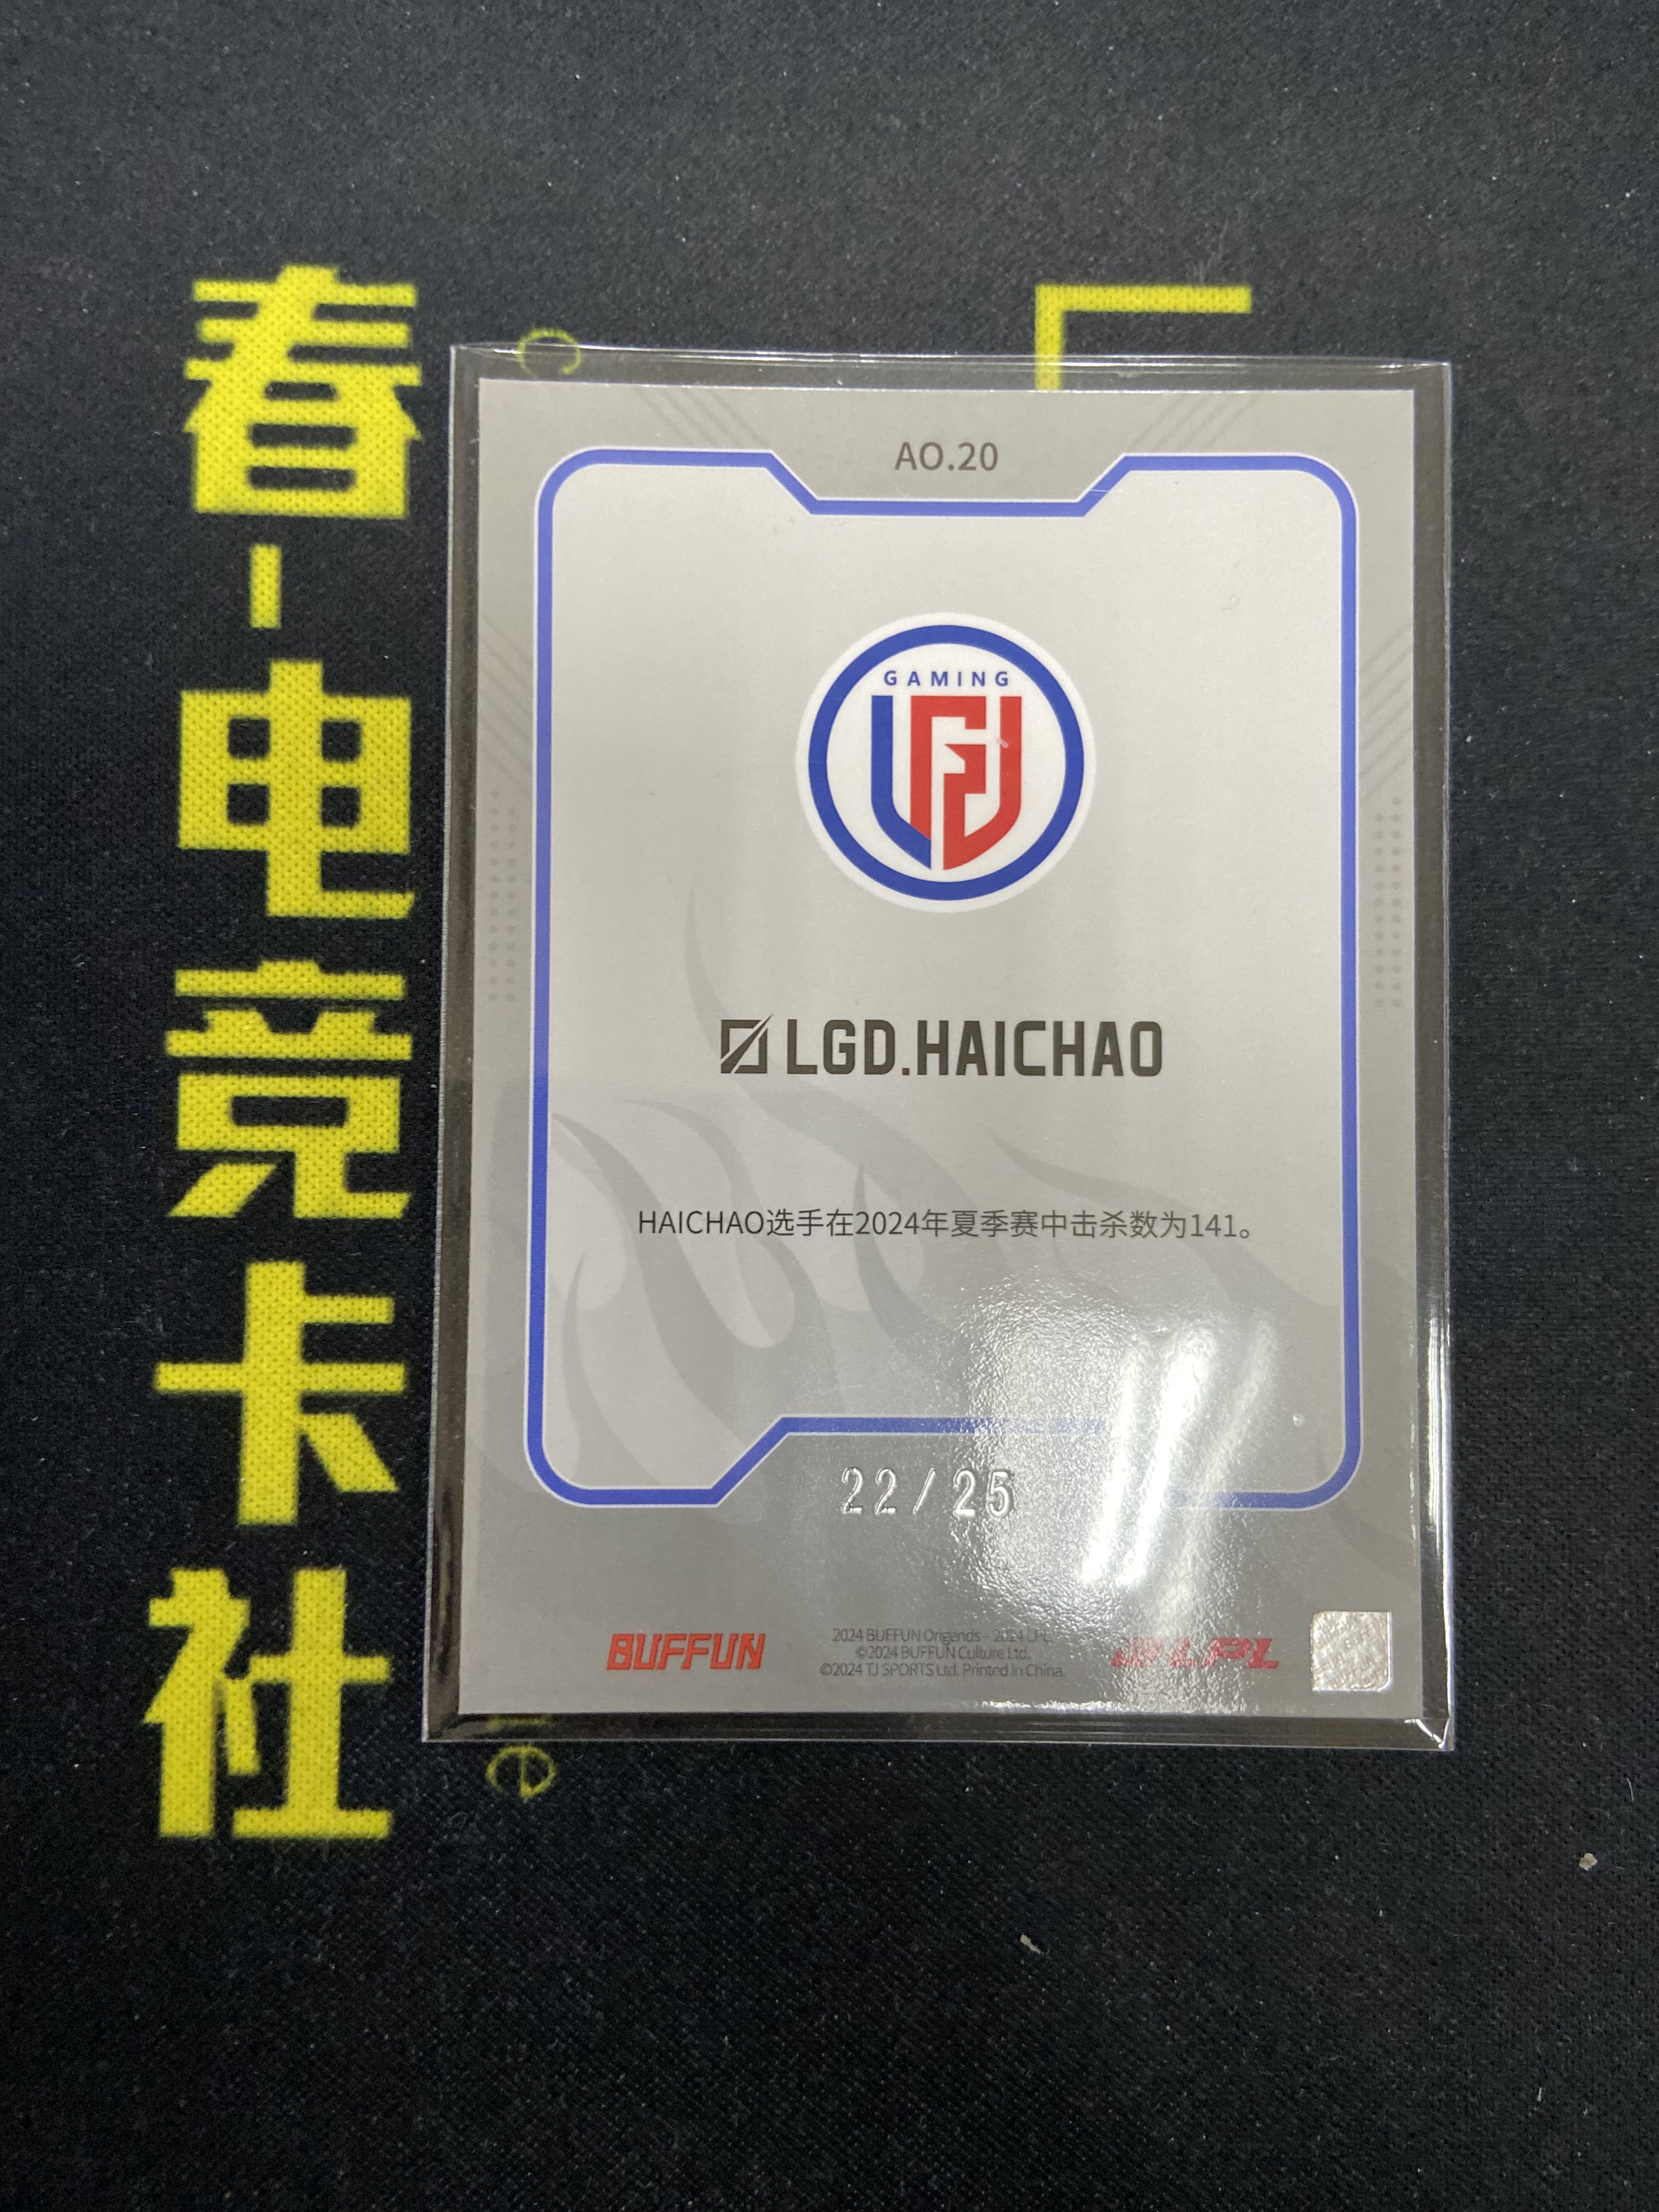 春-电竞卡社
AO.20
GAMING
LGD
LGD.HAICHAO
HAICHAO选手在2024年夏季赛中击杀数为141。
22/25
BUFFUN
2024 BUFFUN Origends - 2024 LPL.
©2024 BUFFUN Culture Ltd.
©2024 TJ SPORTS Ltd. Printed in China.
LPL